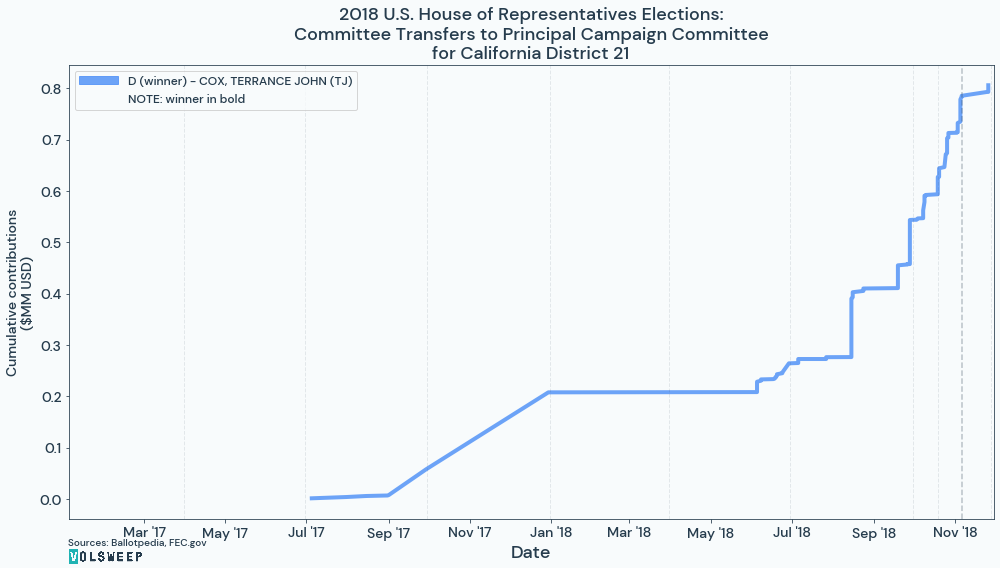 2018 U.S. House of Representatives Elections:
Committee Transfers to Principal Campaign Committee
for California District 21
D (winner) – COX, TERRANCE JOHN (TJ)
NOTE: winner in bold
0.8
0.7
0.6
0.5
0.4
0.3
0.2
0.1
0.0
Cumulative contributions
($MM USD)
Mar '17
May '17
Jul '17
Sep '17
Nov '17
Jan '18
Mar '18
May '18
Jul '18
Sep '18
Nov '18
Date
Sources: Ballotpedia, FEC.gov
VOLSWEEP